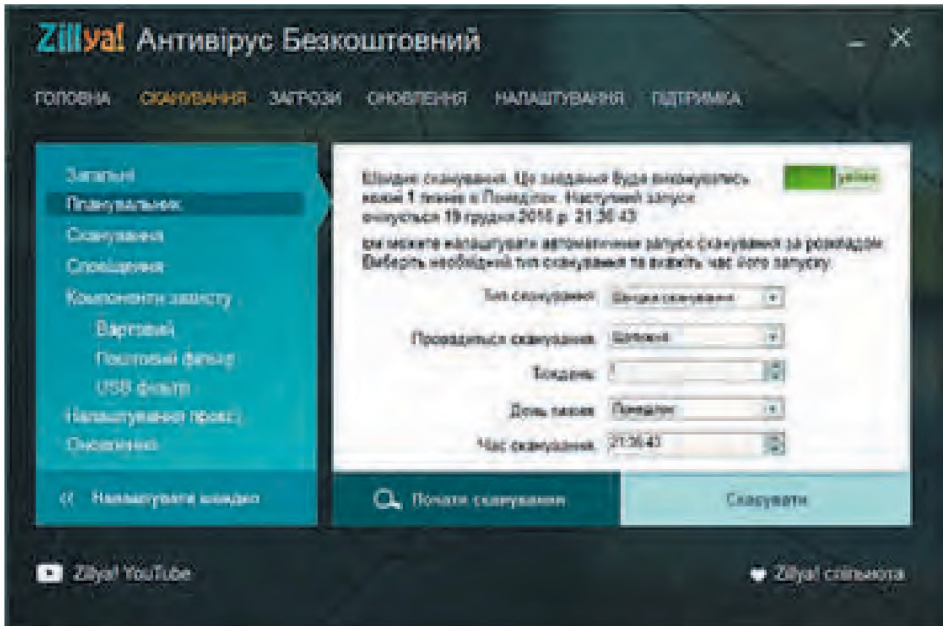 Zillya! Антивірус Безкоштовний
ГОЛОВНА СКАНУВАННЯ ЗАГРОЗИ ОНОВЛЕННЯ НАЛАШТУВАННЯ ПІДТРИМКА
Загальні
Планувальник
Сканування
Сповіщення
Компоненти захисту
Вартовий
Поштовий фільтр
USB фільтр
Налаштування проксі
Оновлення
Налаштувати швидко
Швидке сканування. Це завдання буде виконуватись
кожні 1 тижні в Понеділок. Наступний запуск
очікується 19 грудня 2016 р. 21:36:43
Ви можете налаштувати автоматичний запуск сканування за розкладом.
Виберіть необхідний тип сканування та вкажіть час його запуску.
Тип сканування Швидке сканування
Проводиться сканування Щотижня
Тиждень 1
День тижня Понеділок
Час сканування 21:36:43
Почати сканування
Скасувати
Zillya! YouTube
Zillya! спільнота